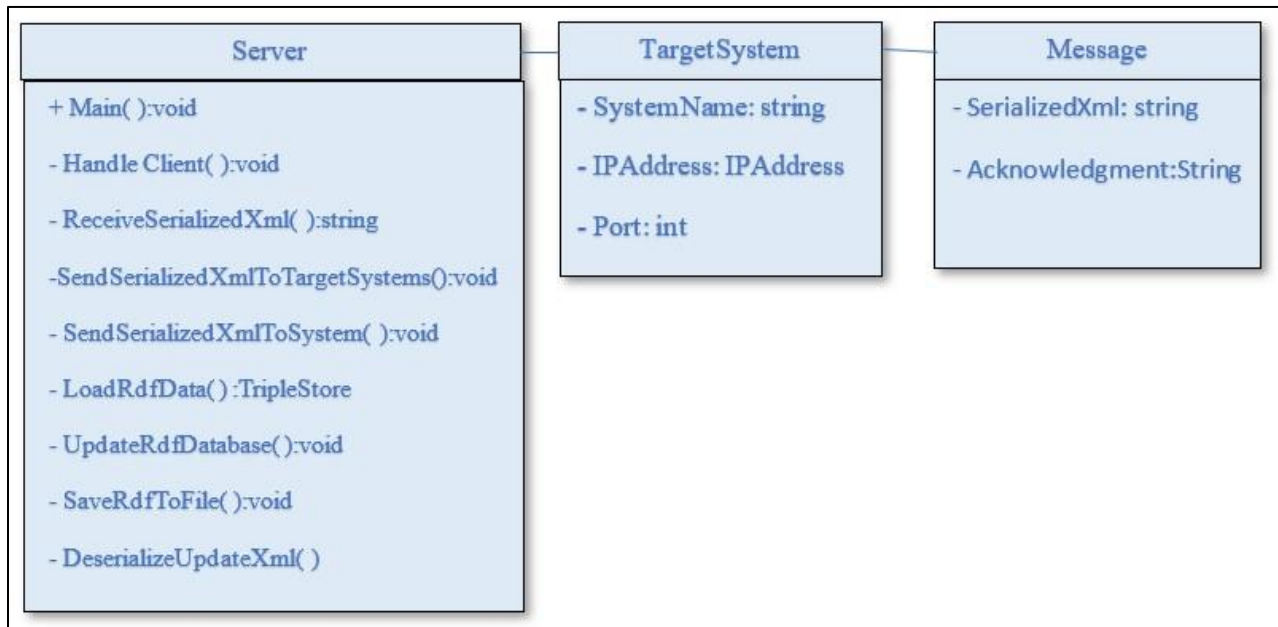 Server
+ Main( ):void
- Handle Client( ):void
- ReceiveSerializedXml( ):string
-SendSerializedXmlToTargetSystems():void
- SendSerializedXmlToSystem( ):void
- LoadRdfData() :TripleStore
- UpdateRdfDatabase():void
- SaveRdfToFile( ):void
- DeserializeUpdateXml( )
TargetSystem
- SystemName: string
- IPAddress: IPAddress
- Port: int
Message
- SerializedXml: string
- Acknowledgment:String